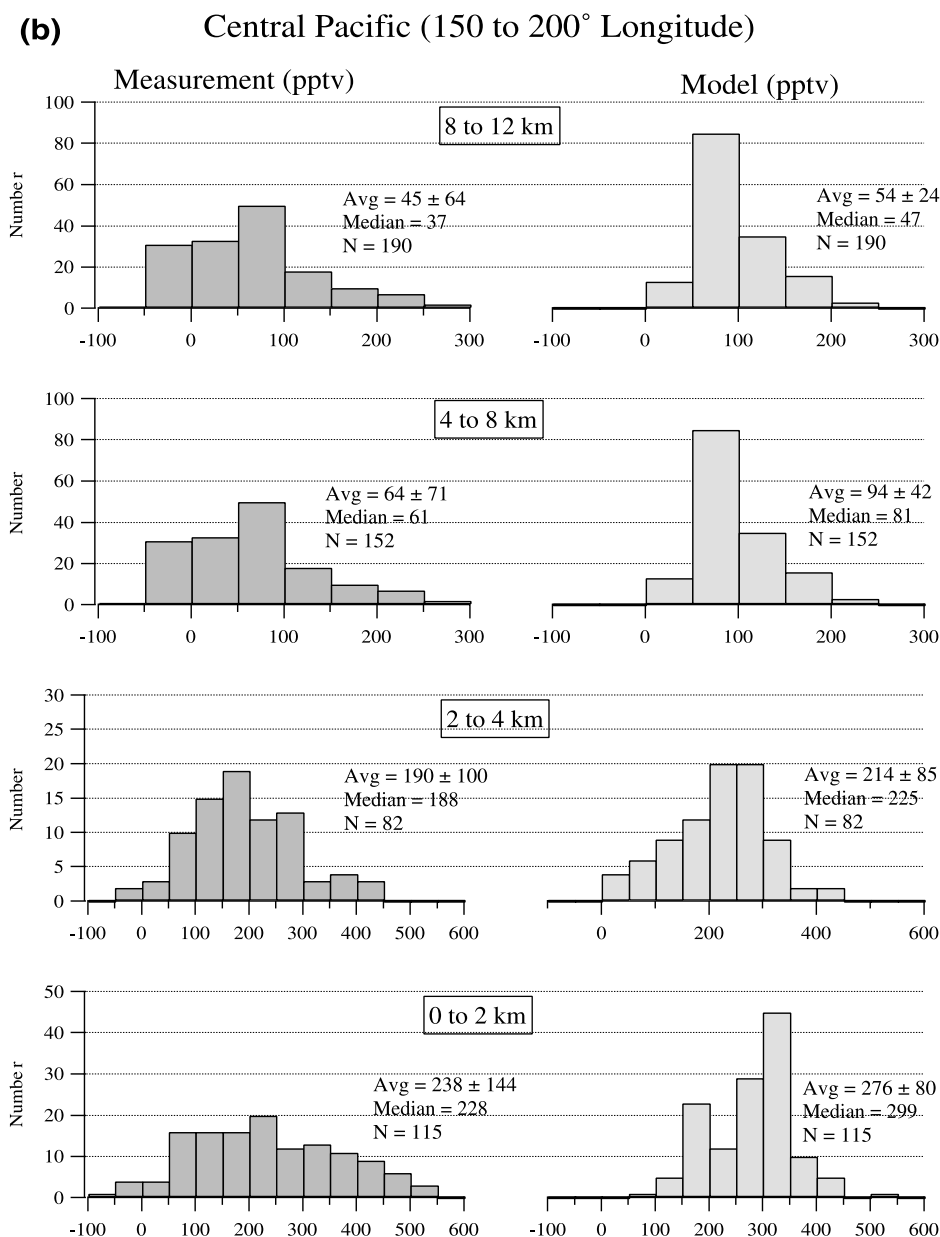 (b)
Central Pacific (150 to 200° Longitude)
Measurement (pptv)
Model (pptv)
8 to 12 km
Number
100
80
60
40
20
0
Avg = 45 ± 64
Median = 37
N = 190
-100 0 100 200 300
Avg = 54 ± 24
Median = 47
N = 190
-100 0 100 200 300
4 to 8 km
Number
100
80
60
40
20
0
Avg = 64 ± 71
Median = 61
N = 152
-100 0 100 200 300
Avg = 94 ± 42
Median = 81
N = 152
-100 0 100 200 300
2 to 4 km
Number
30
25
20
15
10
5
0
Avg = 190 ± 100
Median = 188
N = 82
-100 0 100 200 300 400 500 600
Avg = 214 ± 85
Median = 225
N = 82
0 200 400 600
0 to 2 km
Number
50
40
30
20
10
0
Avg = 238 ± 144
Median = 228
N = 115
-100 0 100 200 300 400 500 600
Avg = 276 ± 80
Median = 299
N = 115
-100 0 100 200 300 400 500 600